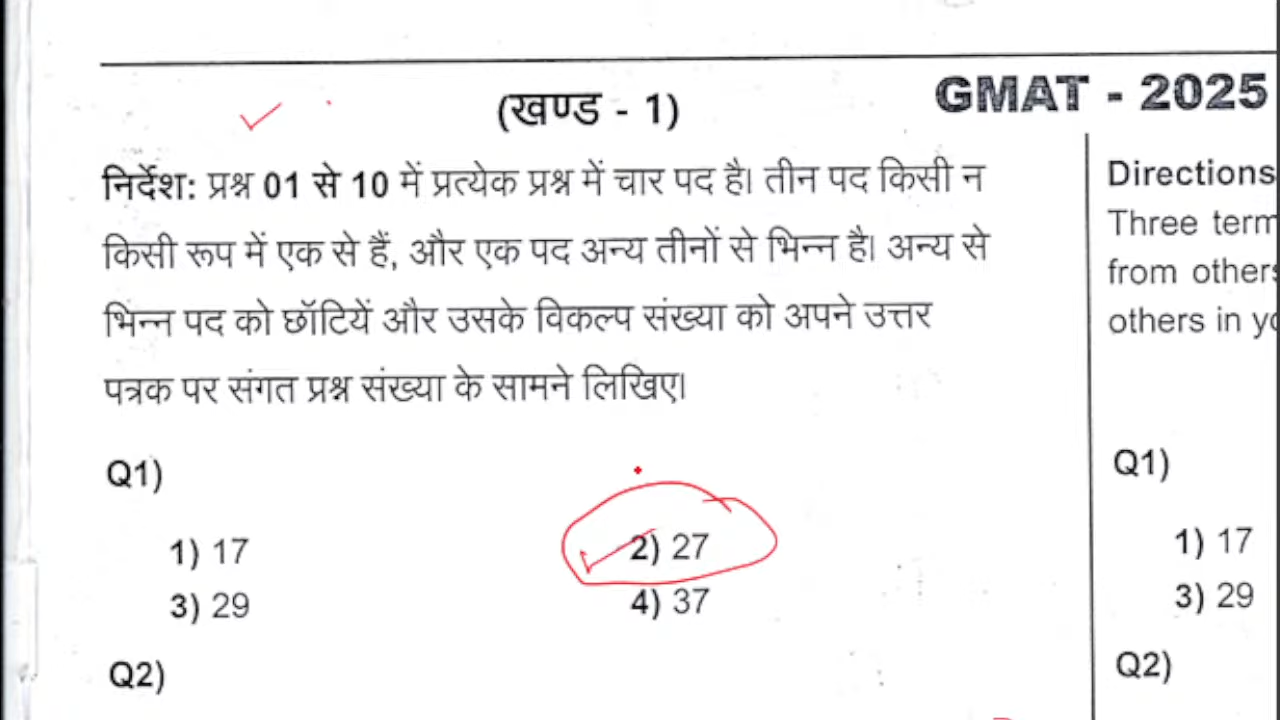 GMAT - 2025
(खण्ड - 1)
निर्देश: प्रश्न 01 से 10 में प्रत्येक प्रश्न में चार पद है। तीन पद किसी न
किसी रूप में एक से हैं, और एक पद अन्य तीनों से भिन्न है। अन्य से
भिन्न पद को छॉटियें और उसके विकल्प संख्या को अपने उत्तर
पत्रक पर संगत प्रश्न संख्या के सामने लिखिए।
Q1)
1) 17 2) 27
3) 29 4) 37
Q2)
Directions
Three term
from others
others in yo
Q1)
1) 17
3) 29
Q2)